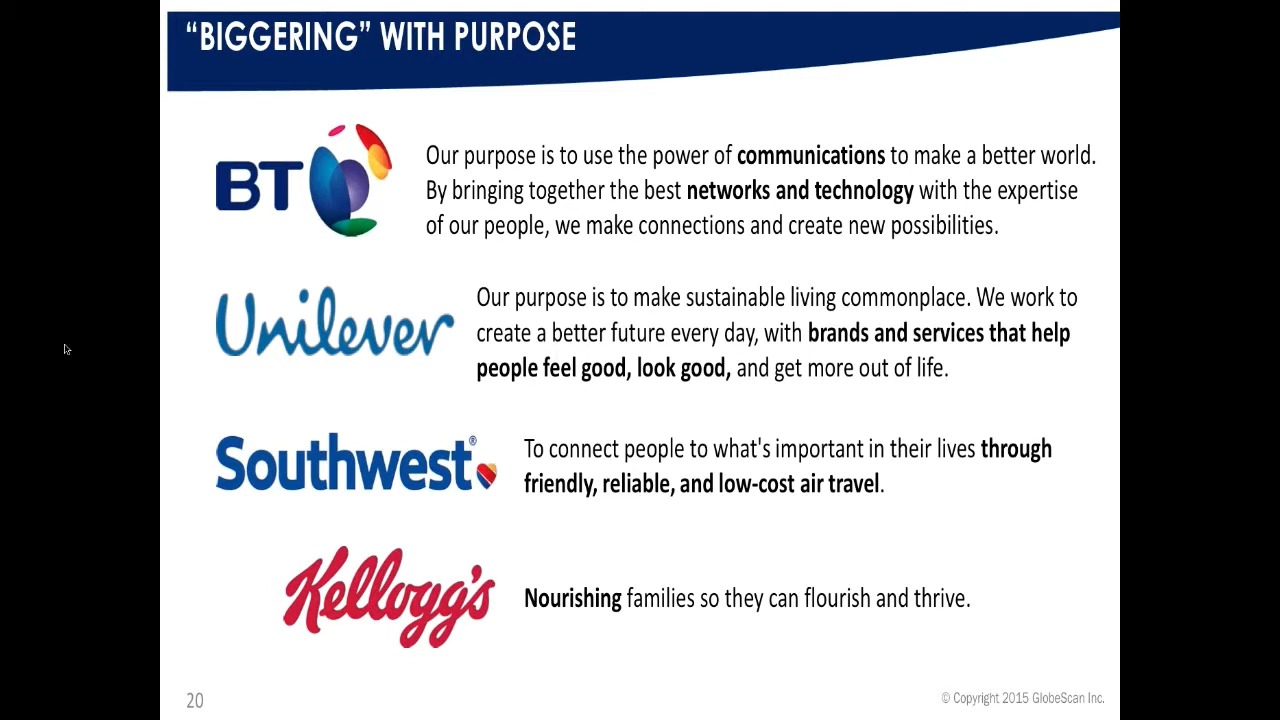 “BIGGERING” WITH PURPOSE
BT
Our purpose is to use the power of communications to make a better world.
By bringing together the best networks and technology with the expertise
of our people, we make connections and create new possibilities.
Unilever
Our purpose is to make sustainable living commonplace. We work to
create a better future every day, with brands and services that help
people feel good, look good, and get more out of life.
Southwest®
To connect people to what's important in their lives through
friendly, reliable, and low-cost air travel.
Kellogg's
Nourishing families so they can flourish and thrive.
20
© Copyright 2015 GlobeScan Inc.